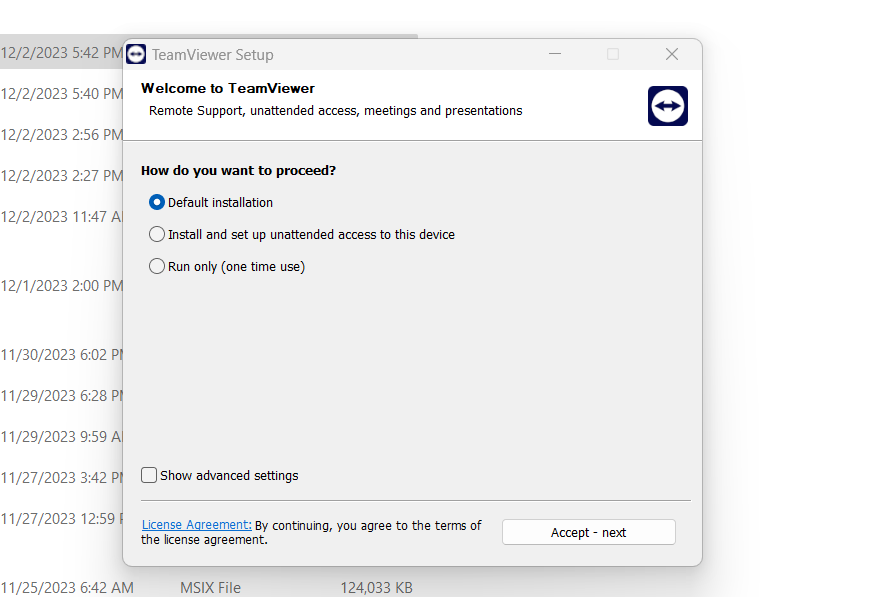 12/2/2023 5:42 PM
TeamViewer Setup
Welcome to TeamViewer
12/2/2023 5:40 PM
Remote Support, unattended access, meetings and presentations
12/2/2023 2:56 PM
How do you want to proceed?
12/2/2023 2:27 PM
Default installation
12/2/2023 11:47 A
Install and set up unattended access to this device
Run only (one time use)
12/1/2023 2:00 PM
11/30/2023 6:02 P
11/29/2023 6:28 P
11/29/2023 9:59 A
11/27/2023 3:42 P
Show advanced settings
11/27/2023 12:59
License Agreement: By continuing, you agree to the terms of
the license agreement.
Accept - next
11/25/2023 6:42 AM MSIX File 124,033 KB